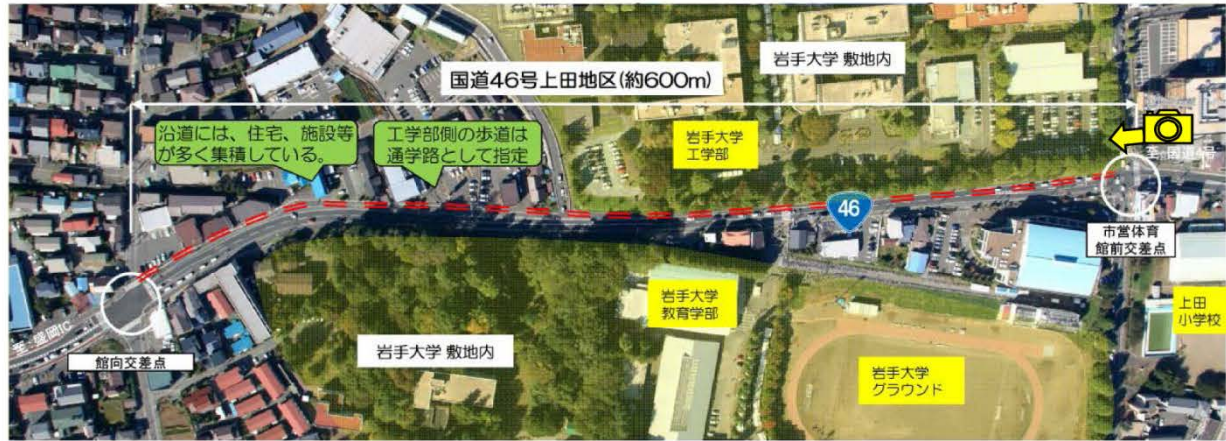 国道46号上田地区(約600m)
岩手大学 敷地内
沿道には、住宅、施設等
が多く集積している。
工学部側の歩道は
通学路として指定
岩手大学
工学部
至 国道4号
46
市営体育
館前交差点
岩手大学
教育学部
上田
小学校
至 盛岡IC
館向交差点
岩手大学 敷地内
岩手大学
グラウンド